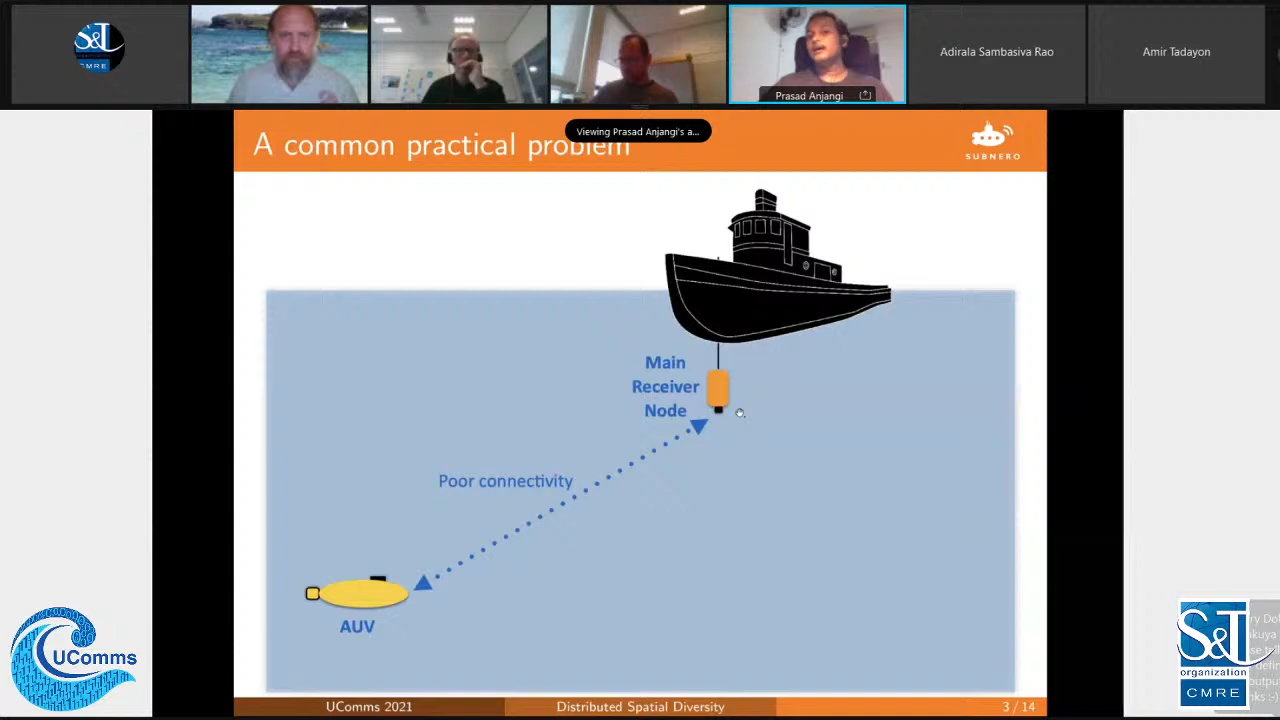 S&T
CMRE
Prasad Anjangi
Adirala Sambasiva Rao
Amir Tadayon
Viewing Prasad Anjangi's a...
A common practical problem
SUBNERO
Main
Receiver
Node
Poor connectivity
AUV
UComms
UComms 2021
Distributed Spatial Diversity
3 / 14
S&T
organization
CMRE